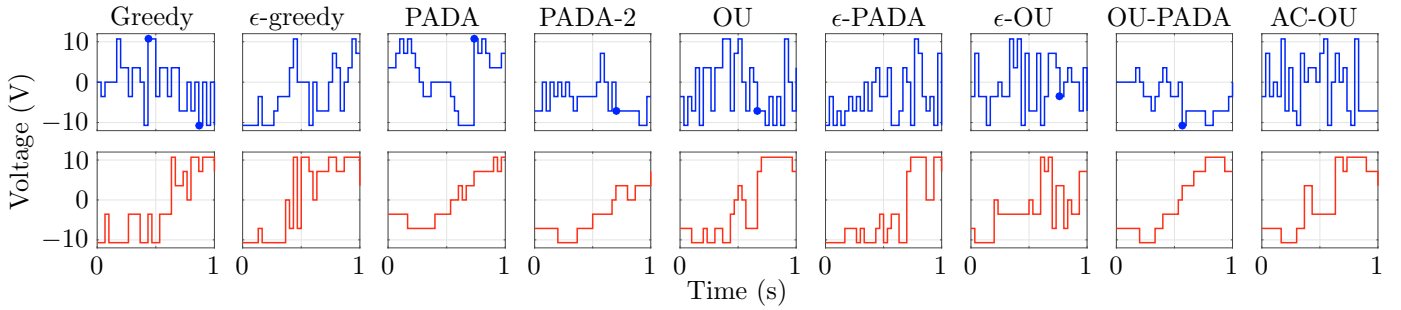 Greedy ϵ-greedy PADA PADA-2 OU ϵ-PADA ϵ-OU OU-PADA AC-OU
10
0
−10
10
0
−10
Voltage (V)
0 1 0 1 0 1 0 1 0 1 0 1 0 1 0 1 0 1
Time (s)